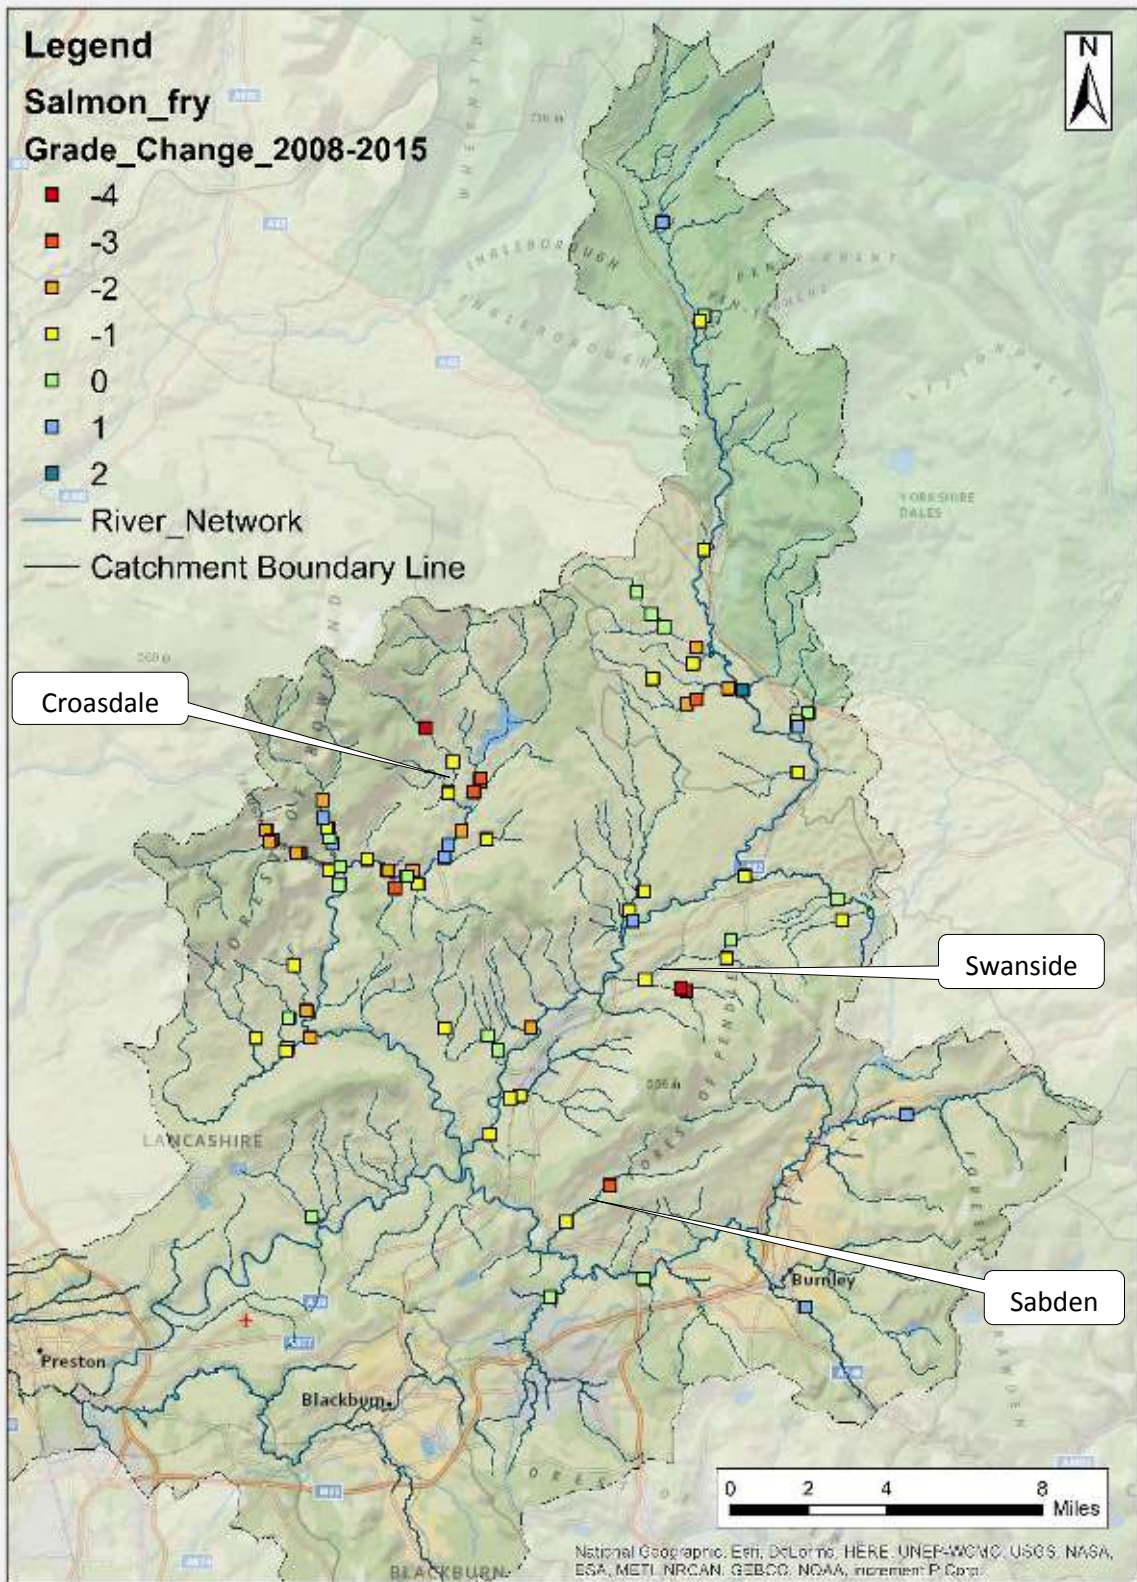 Legend
Salmon_fry
Grade_Change_2008-2015
-4
-3
-2
-1
0
1
2
River_Network
Catchment Boundary Line
N
INGLEBOROUGH
INGLEBOROUGH
YORKSHIRE
DALES
Croasdale
Swanside
LANCASHIRE
Sabden
Burnley
Preston
Blackburn
BLACKBURN
0 2 4 8
Miles
National Geographic, Esri, DeLorme, HERE, UNEP-WCMC, USGS, NASA,
ESA, METI, NRCAN, GEBCO, NOAA, increment P Corp.